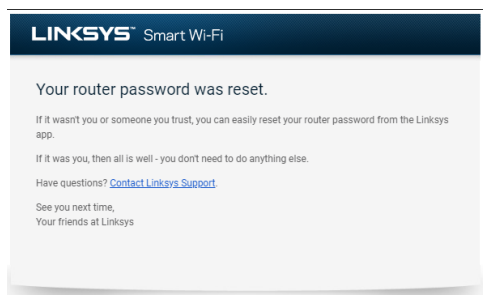 LINKSYS™ Smart Wi-Fi
Your router password was reset.
If it wasn't you or someone you trust, you can easily reset your router password from the Linksys
app.
If it was you, then all is well - you don't need to do anything else.
Have questions? Contact Linksys Support.
See you next time,
Your friends at Linksys